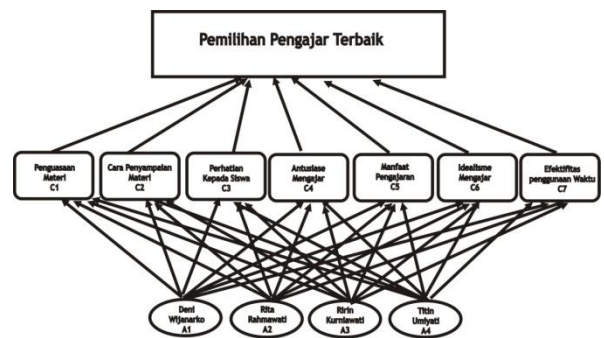 Pemilihan Pengajar Terbaik
Penguasaan
Materi
C1
Cara Penyampaian
Materi
C2
Perhatian
Kepada Siswa
C3
Antusiase
Mengajar
C4
Manfaat
Pengajaran
C5
Idealisme
Mengajar
C6
Efektifitas
penggunaan Waktu
C7
Deni
Wijanarko
A1
Rita
Rahmawati
A2
Ririn
Kurniawati
A3
Titin
Umiyati
A4